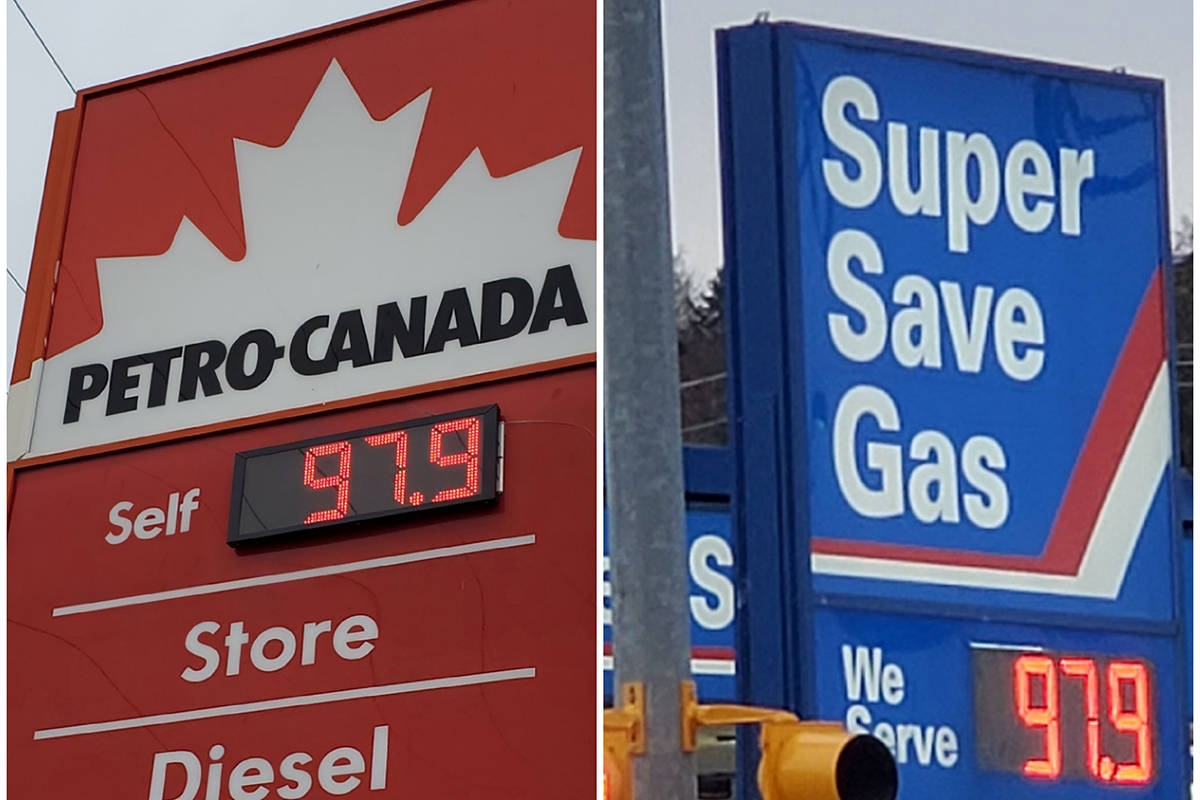 PETRO-CANADA
Self 97.9
Store
Diesel
Super
Save
Gas
s
We
Serve
97.9